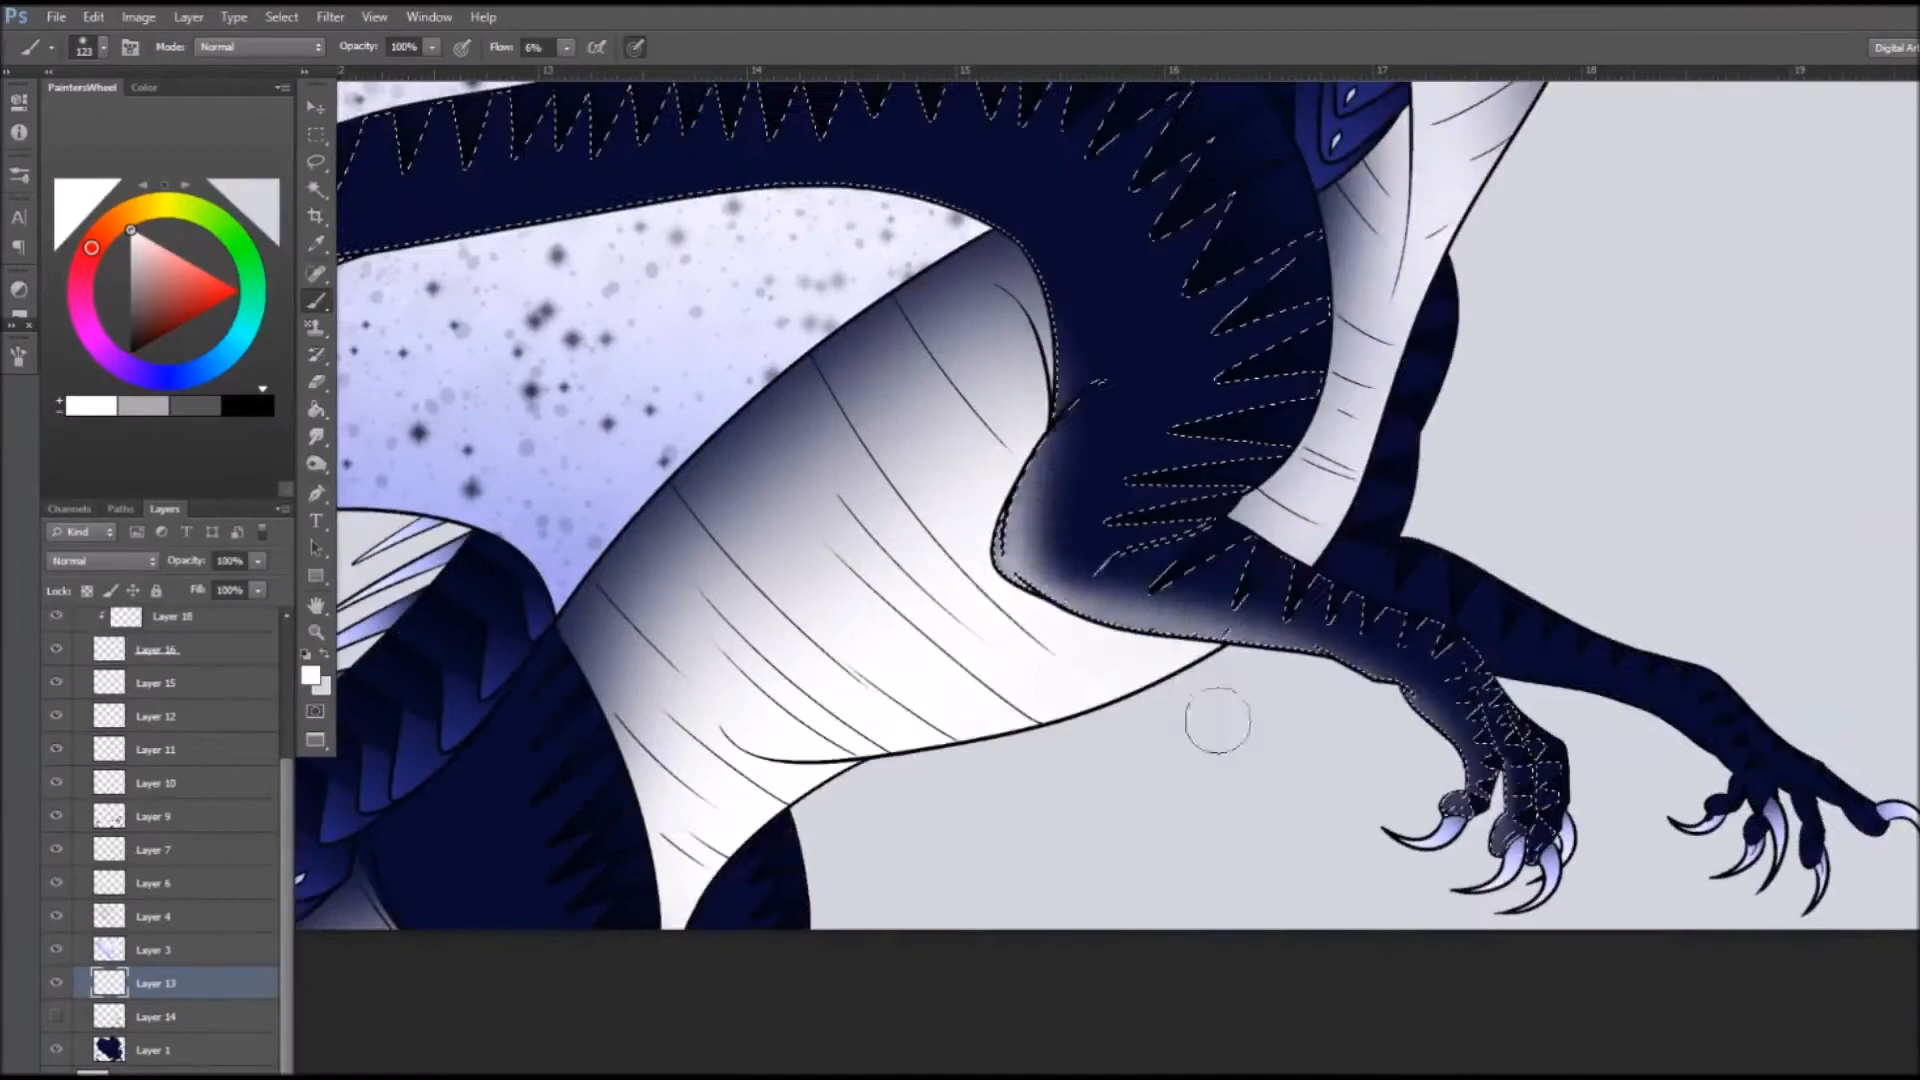 Ps File Edit Image Layer Type Select Filter View Window Help
123 Mode: Normal Opacity: 100% Flow: 6% Digital Art
PaintersWheel Color
13 14 15 16 17 18 19
Channels Paths Layers
Kind T
Normal Opacity: 100%
Lock: Fill: 100%
Layer 18
Layer 16
Layer 15
Layer 12
Layer 11
Layer 10
Layer 9
Layer 7
Layer 6
Layer 4
Layer 3
Layer 13
Layer 14
Layer 1